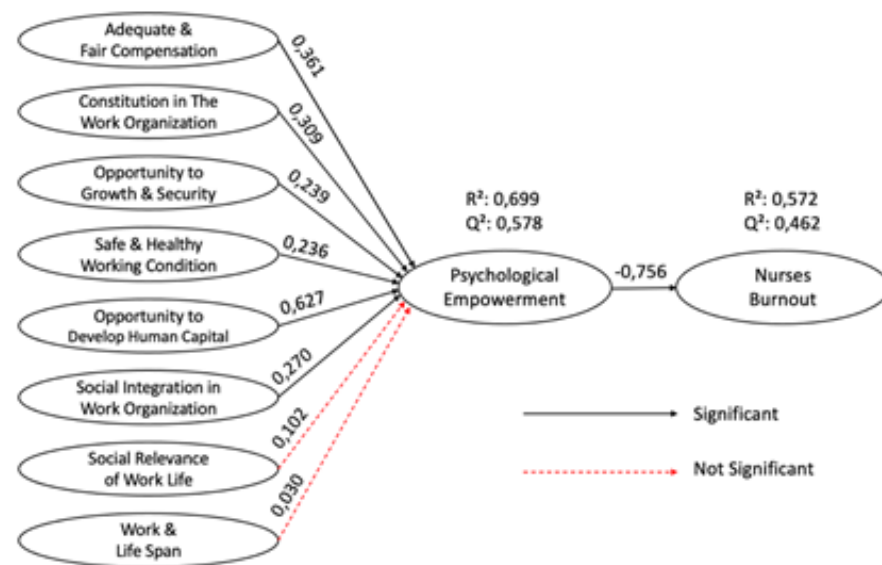 Adequate &
Fair Compensation
0,361
Constitution in The
Work Organization
0,309
Opportunity to
Growth & Security
0,239
Safe & Healthy
Working Condition
0,236
Opportunity to
Develop Human Capital
0,627
Social Integration in
Work Organization
0,270
Social Relevance
of Work Life
0,102
Work &
Life Span
0,030
R²: 0,699
Q²: 0,578
Psychological
Empowerment
-0,756
R²: 0,572
Q²: 0,462
Nurses
Burnout
Significant
Not Significant